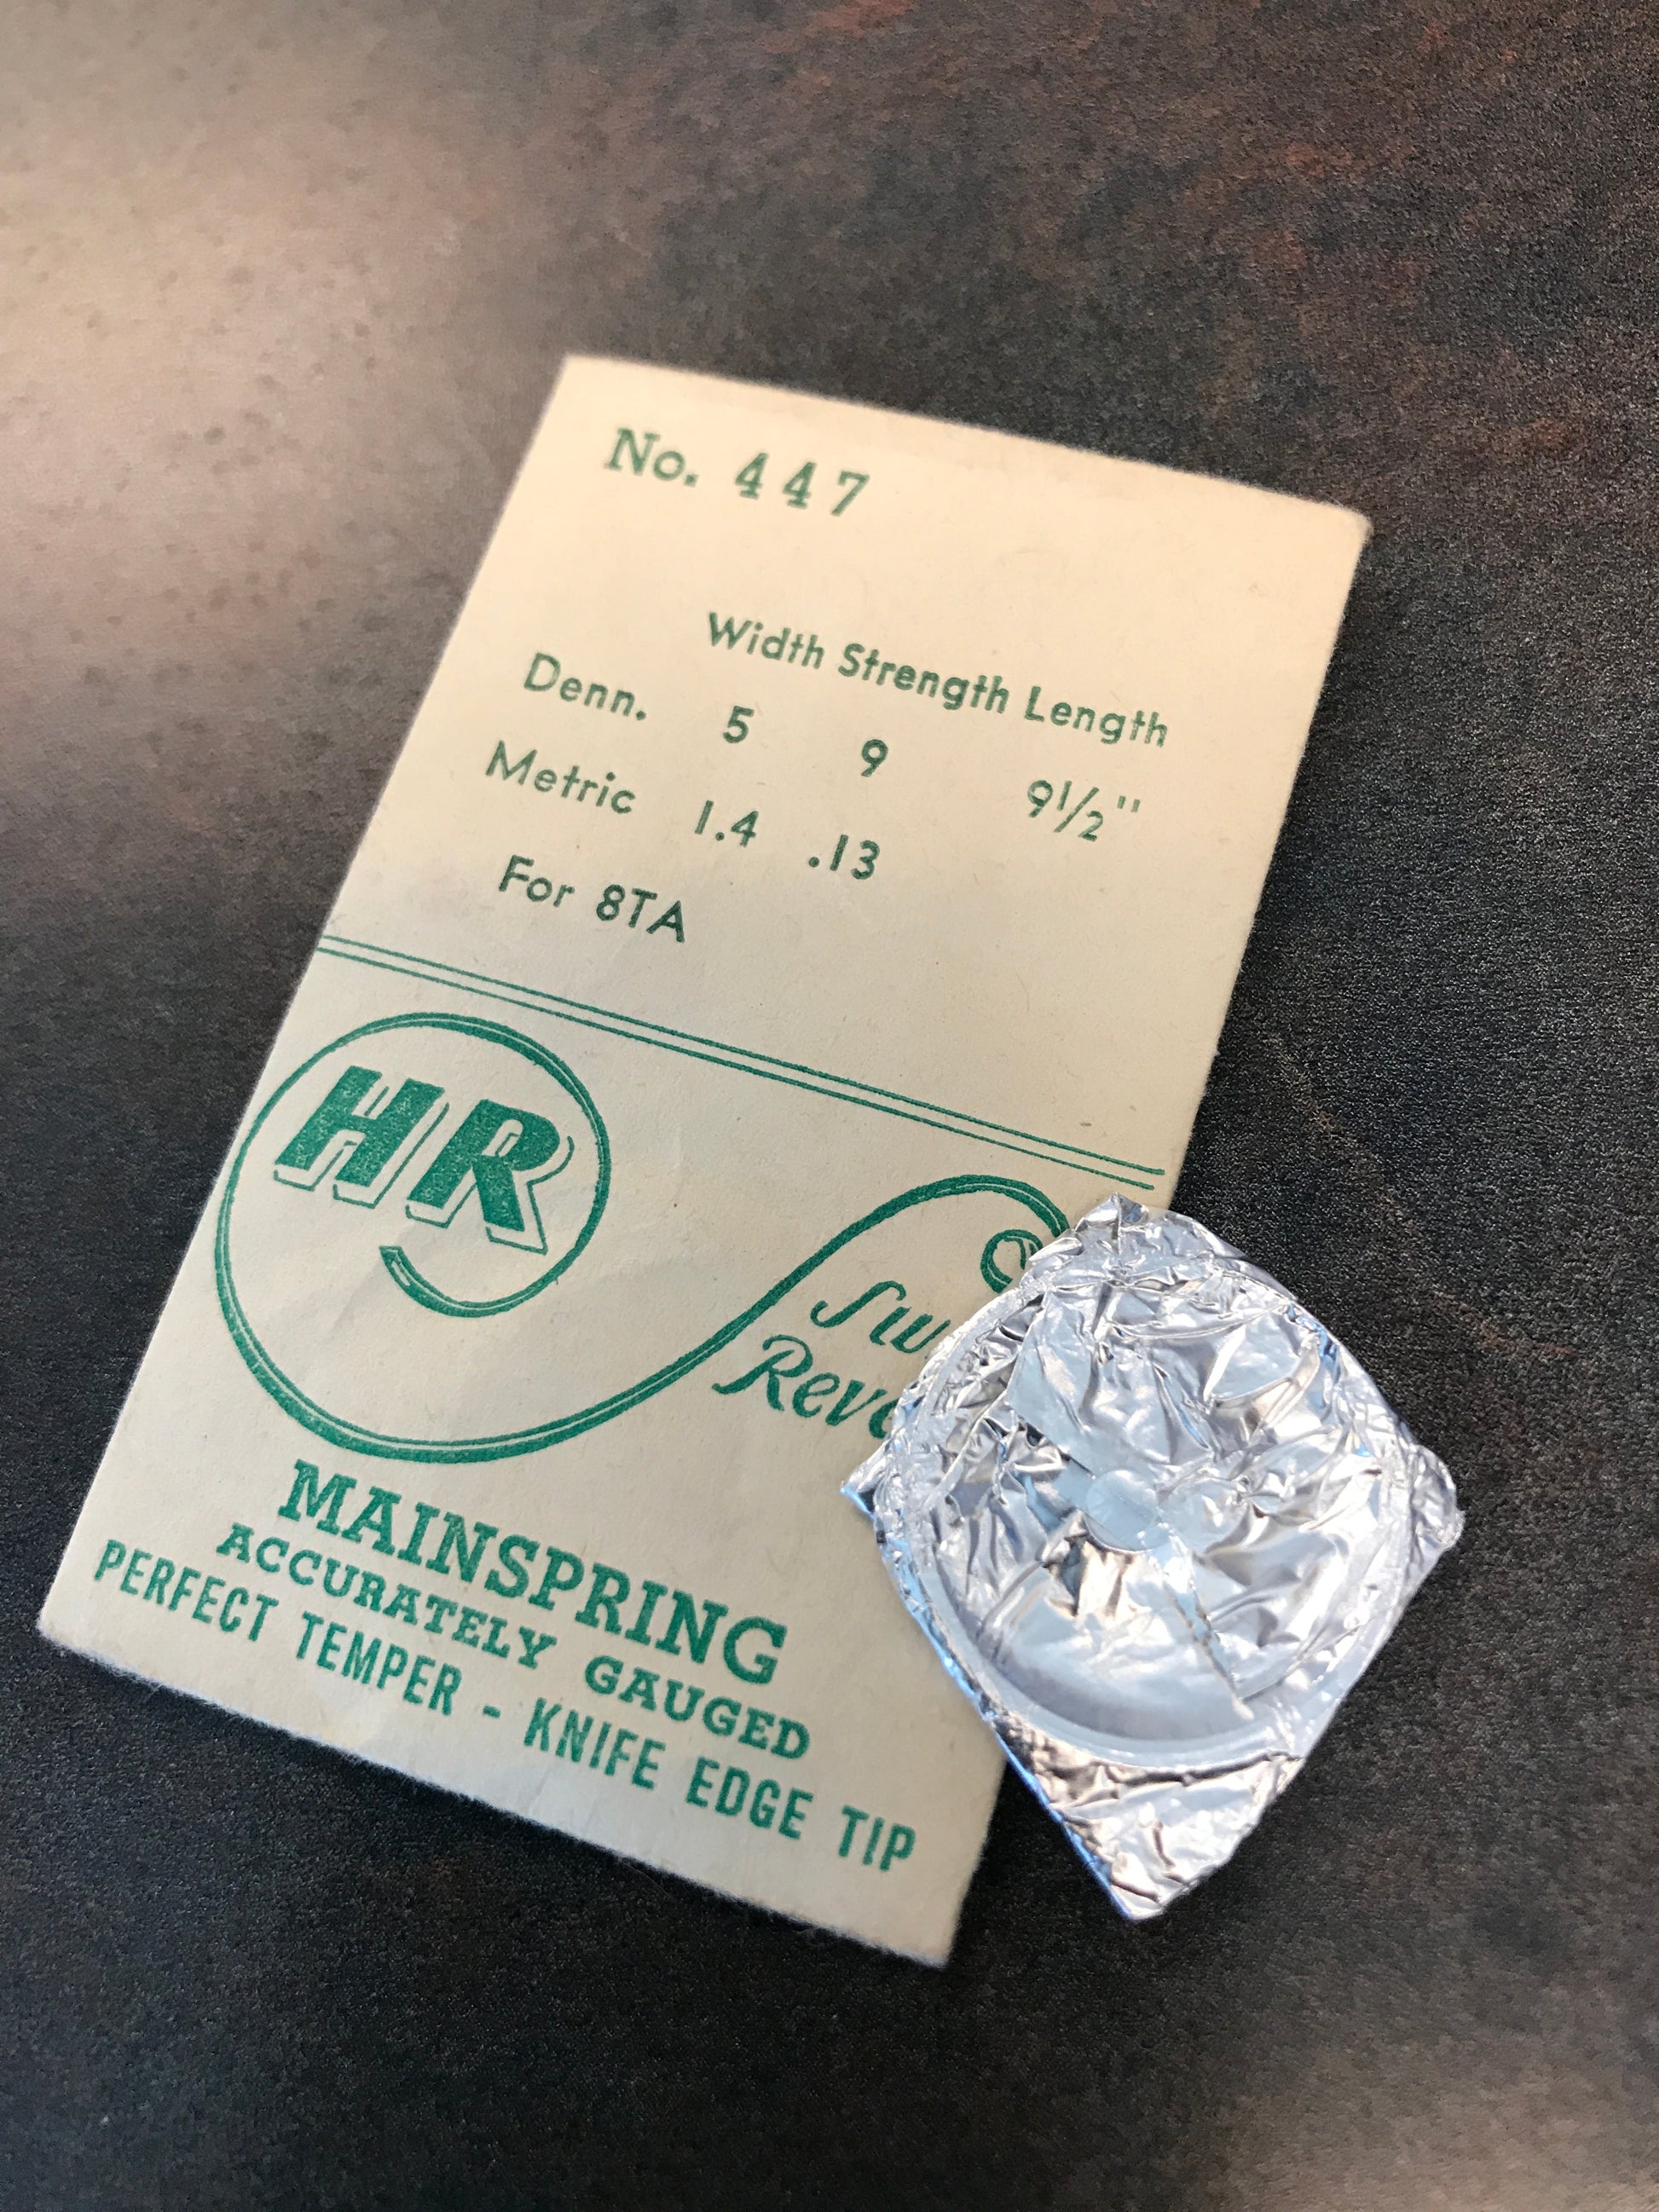 No. 447
Width Strength Length
Denn. 5 9 9½"
Metric 1.4 .13
For 8TA
HR
MAINSPRING
ACCURATELY GAUGED
PERFECT TEMPER - KNIFE EDGE TIP